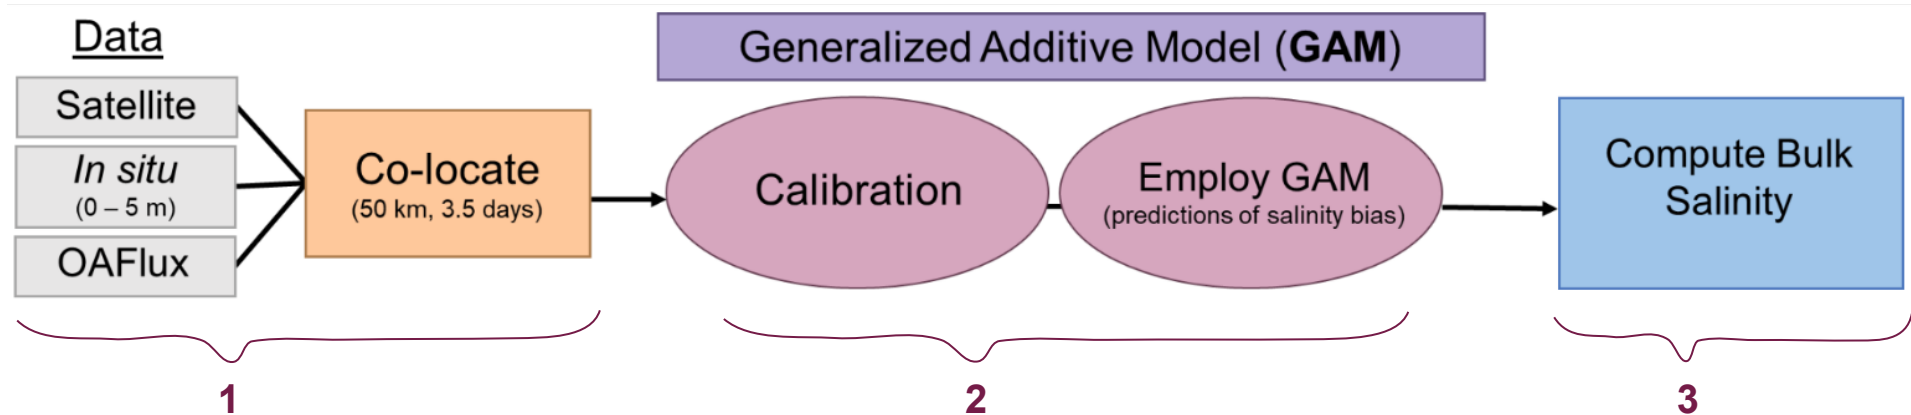 Data
Satellite
In situ
(0 – 5 m)
OAFlux
Co-locate
(50 km, 3.5 days)
Generalized Additive Model (GAM)
Calibration
Employ GAM
(predictions of salinity bias)
Compute Bulk
Salinity
1
2
3